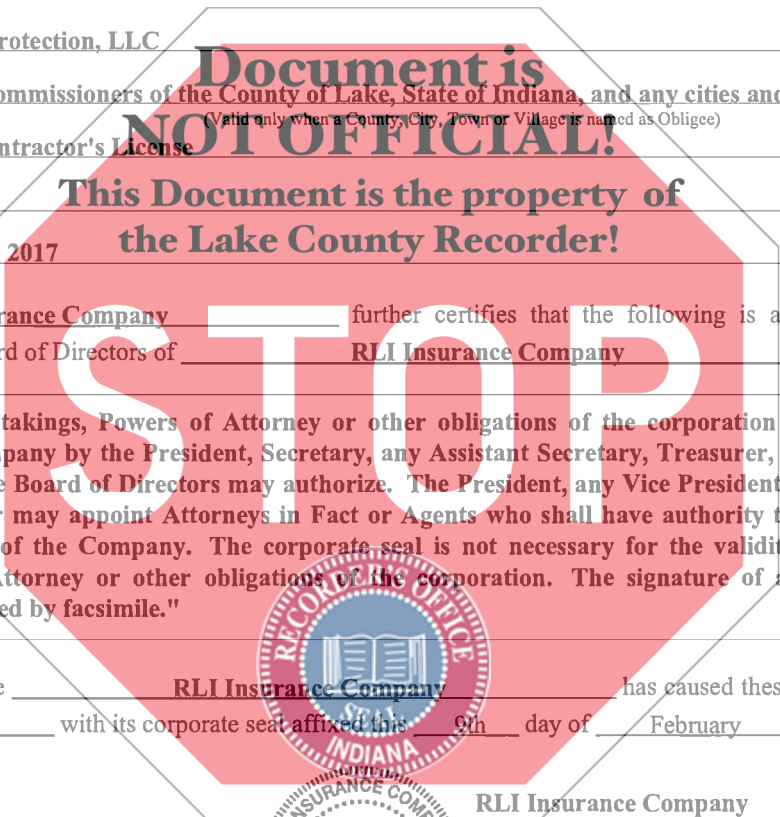 rotection, LLC
Document is
ommissioners of the County of Lake, State of Indiana, and any cities and
(Valid only when a County, City, Town or Village is named as Obligee)
NOT OFFICIAL!
ntractor's License
This Document is the property of
the Lake County Recorder!
2017
STOP
rance Company further certifies that the following is a
rd of Directors of RLI Insurance Company
takings, Powers of Attorney or other obligations of the corporation
pany by the President, Secretary, any Assistant Secretary, Treasurer,
e Board of Directors may authorize. The President, any Vice President
r may appoint Attorneys in Fact or Agents who shall have authority t
of the Company. The corporate seal is not necessary for the validit
Attorney or other obligations of the corporation. The signature of a
ed by facsimile."
RECORDERS OFFICE
SEAL
INDIANA
e RLI Insurance Company has caused thes
with its corporate seal affixed this 9th day of February
SURANCE COMP
RLI Insurance Company